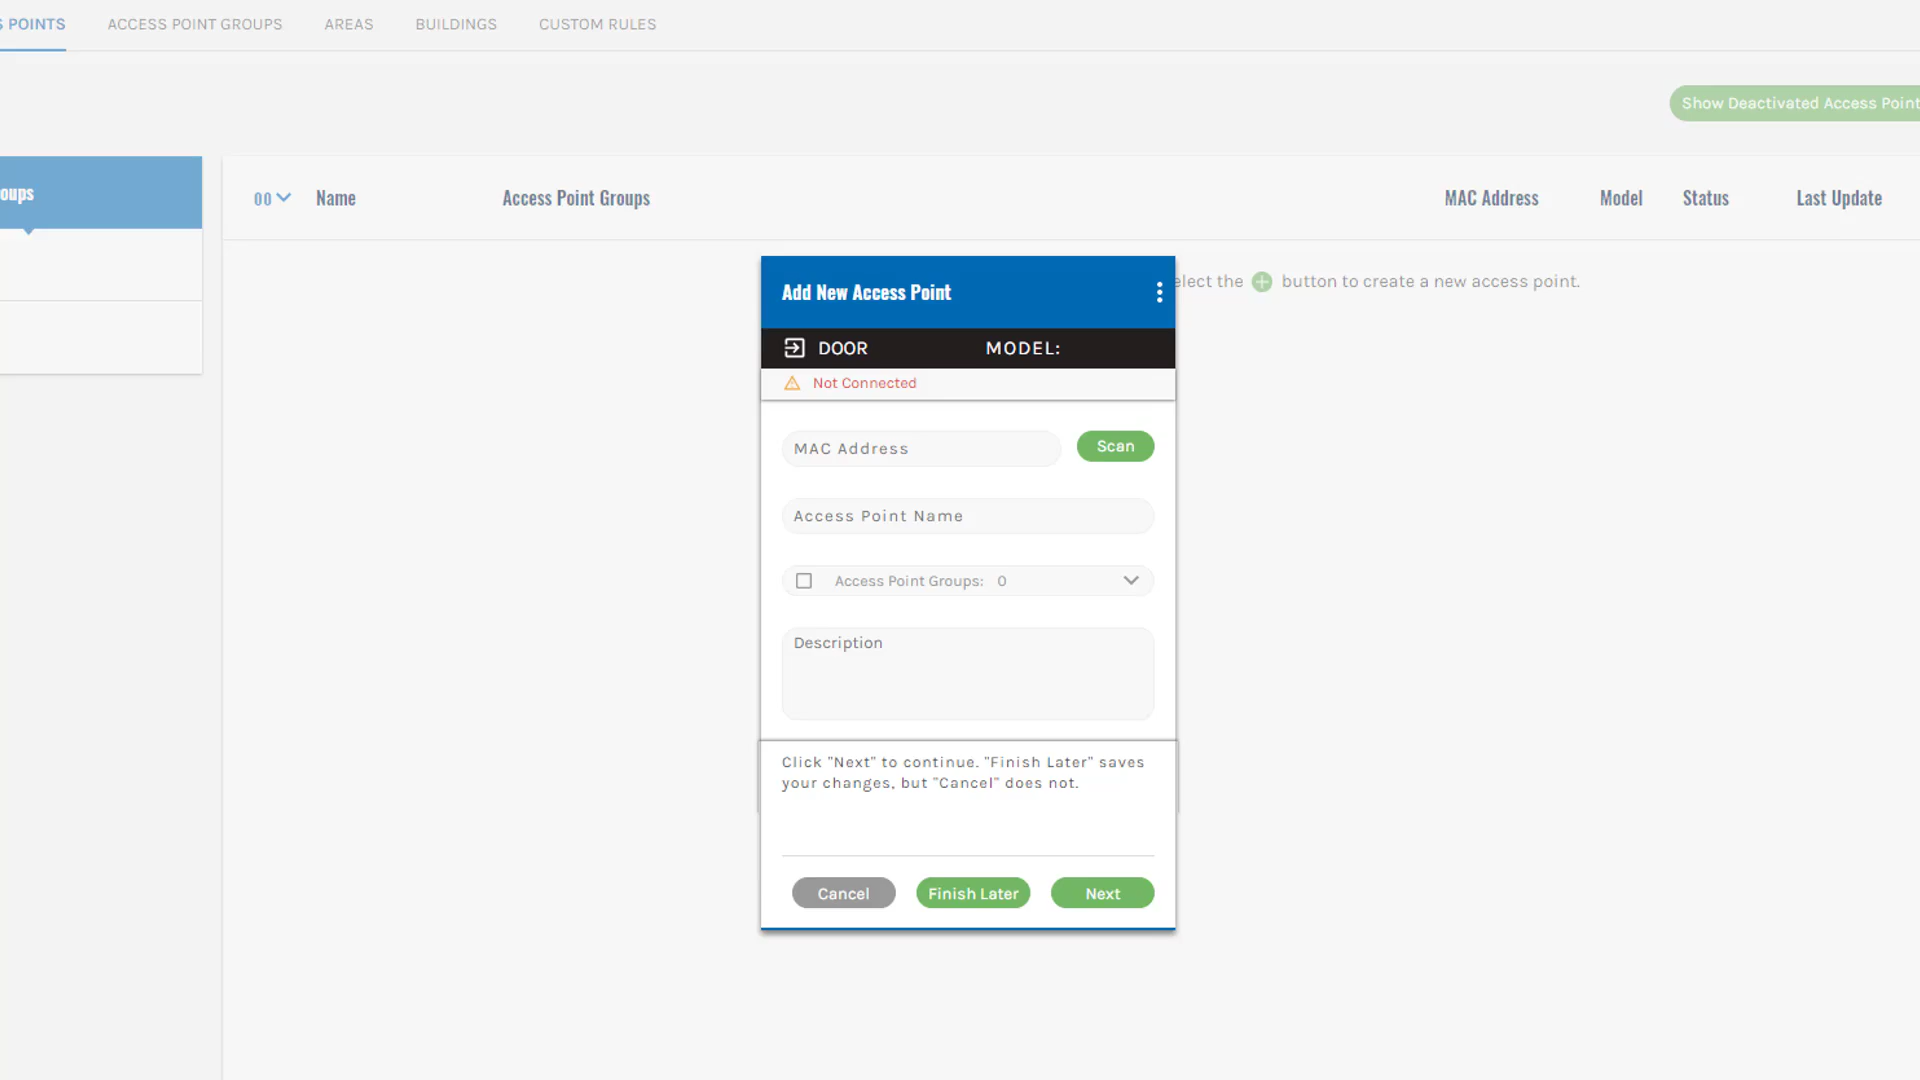 S POINTS ACCESS POINT GROUPS AREAS BUILDINGS CUSTOM RULES
Show Deactivated Access Point
oups
00 Name Access Point Groups MAC Address Model Status Last Update
elect the button to create a new access point.
Add New Access Point
DOOR MODEL:
Not Connected
MAC Address Scan
Access Point Name
Access Point Groups: 0
Description
Click "Next" to continue. "Finish Later" saves
your changes, but "Cancel" does not.
Cancel Finish Later Next